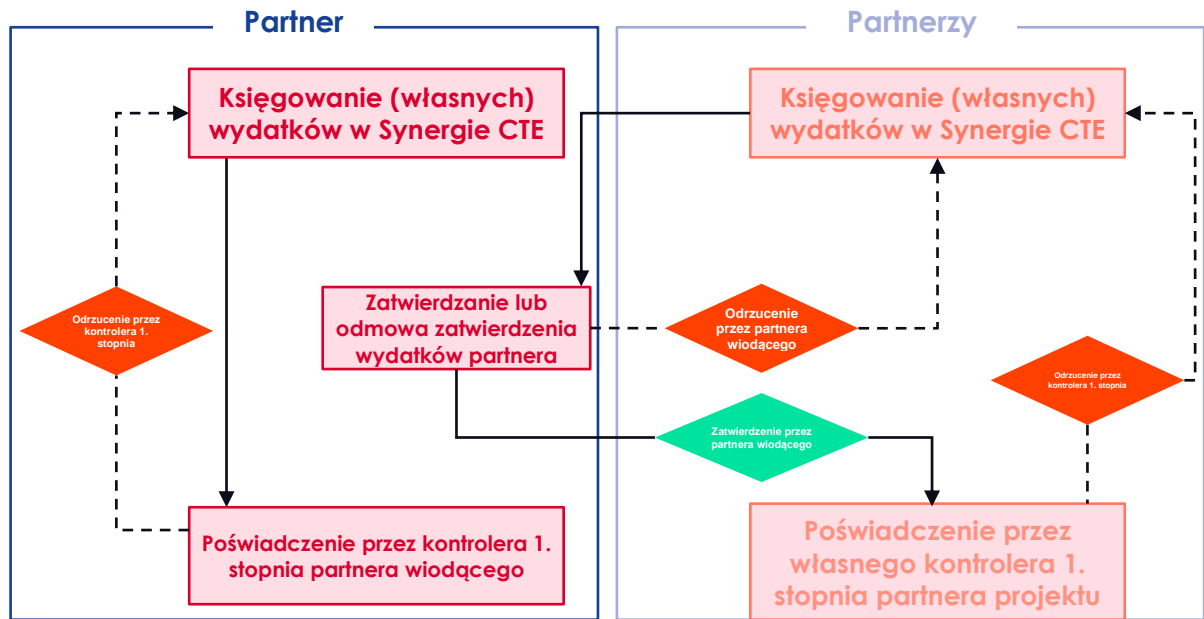 Partner
Partnerzy
Księgowanie (własnych)
wydatków w Synergie CTE
Księgowanie (własnych)
wydatków w Synergie CTE
Zatwierdzanie lub
odmowa zatwierdzenia
wydatków partnera
Odrzucenie przez
kontrolera 1.
stopnia
Odrzucenie
przez partnera
wiodącego
Odrzucenie przez
kontrolera 1. stopnia
Zatwierdzenie przez
partnera wiodącego
Poświadczenie przez kontrolera 1.
stopnia partnera wiodącego
Poświadczenie przez
własnego kontrolera 1.
stopnia partnera projektu